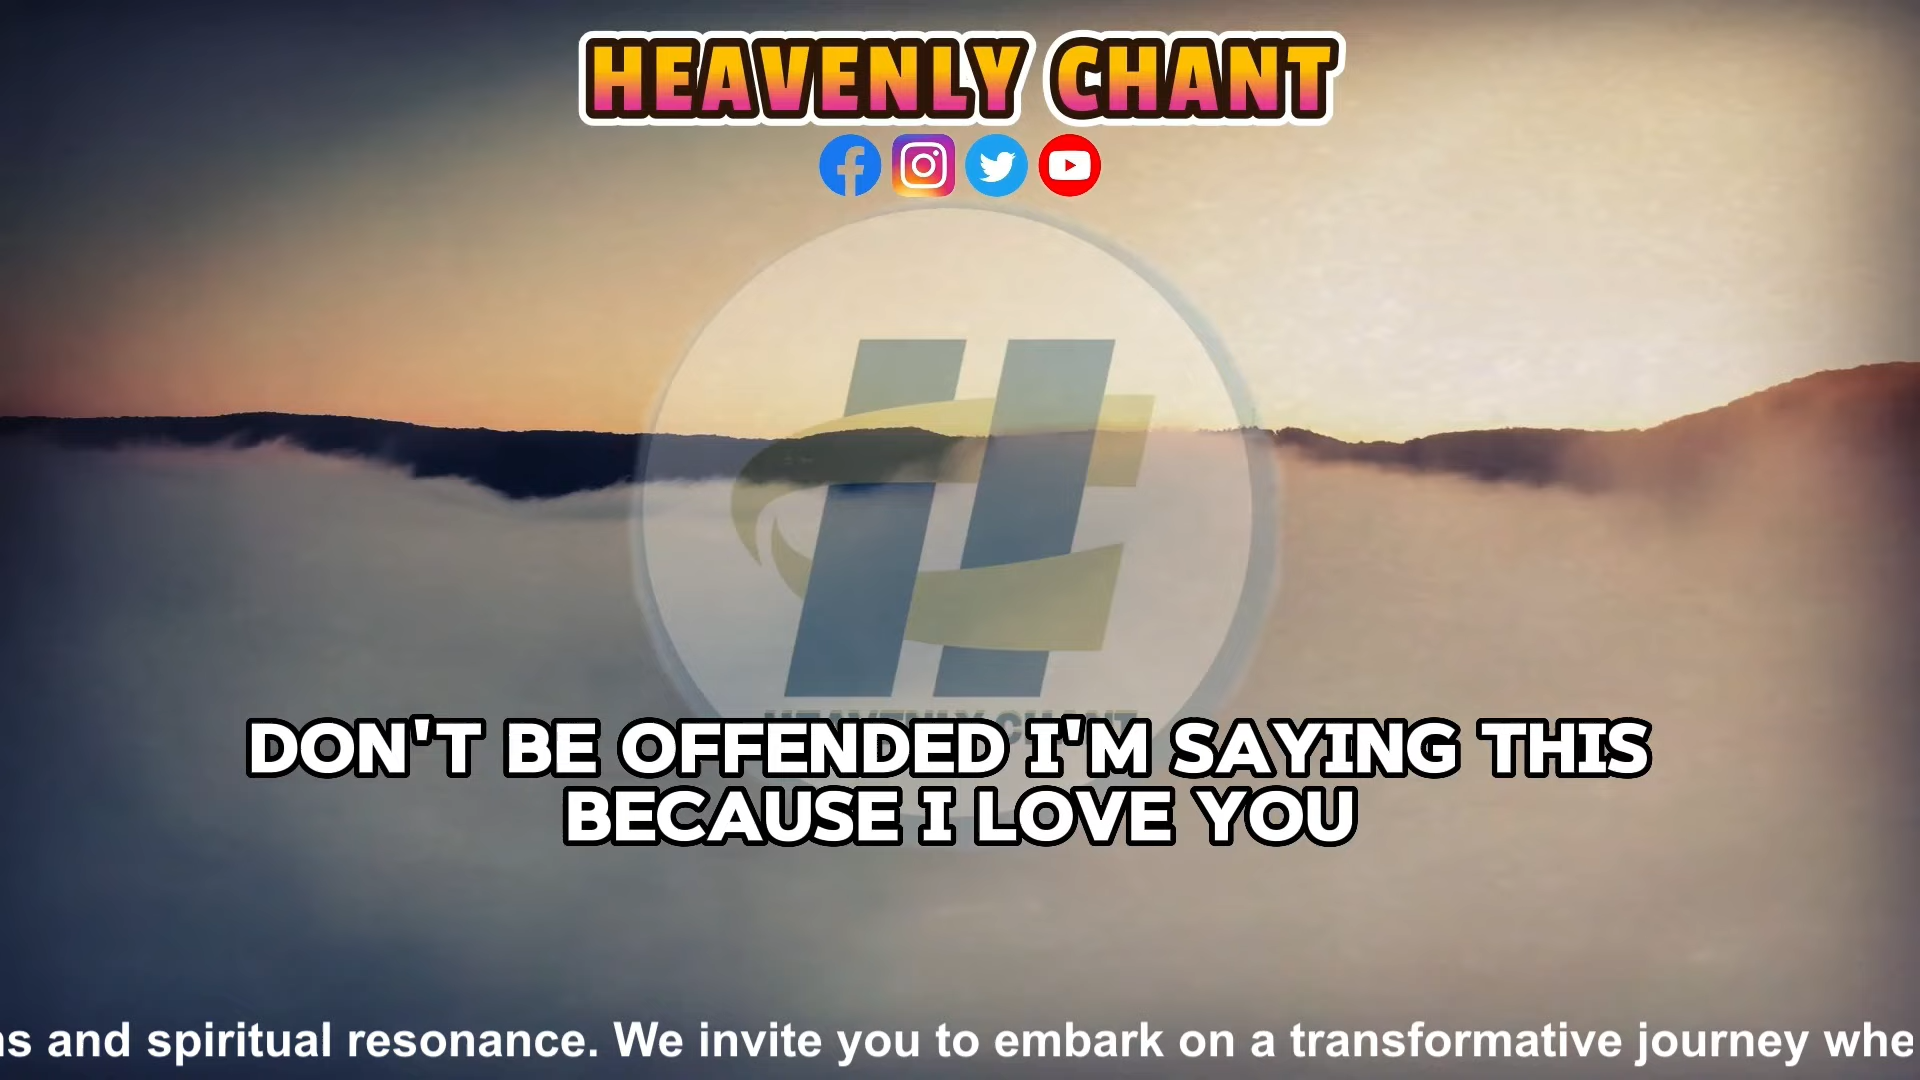 HEAVENLY CHANT
DON'T BE OFFENDED I'M SAYING THIS
BECAUSE I LOVE YOU
and spiritual resonance. We invite you to embark on a transformative journey